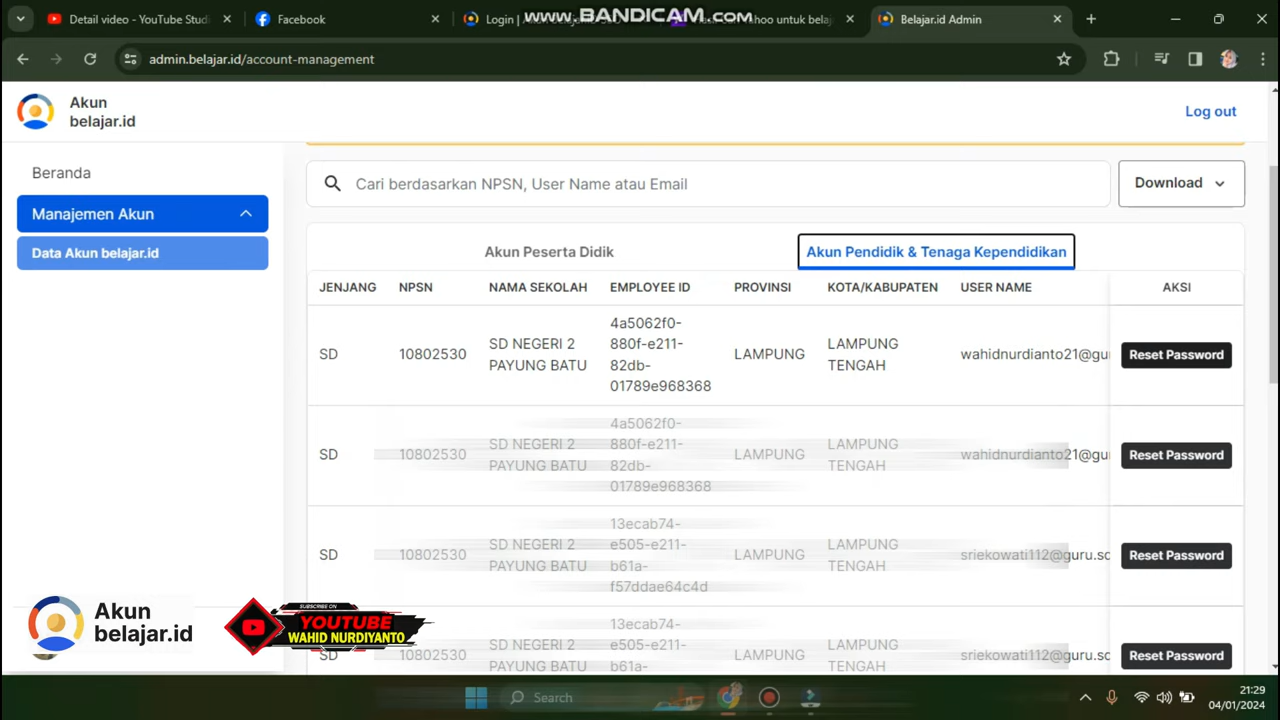 Detail video - YouTube Studi
Facebook
Login |
www.BANDICAM.com
hoo untuk belaj
Belajar.id Admin
admin.belajar.id/account-management
Akun
belajar.id
Log out
Beranda
Manajemen Akun
Data Akun belajar.id
Cari berdasarkan NPSN, User Name atau Email
Download
Akun Peserta Didik
Akun Pendidik & Tenaga Kependidikan
JENJANG NPSN NAMA SEKOLAH EMPLOYEE ID PROVINSI KOTA/KABUPATEN USER NAME AKSI
4a5062f0-
SD NEGERI 2 880f-e211- LAMPUNG
SD 10802530 LAMPUNG wahidnurdianto21@gu Reset Password
PAYUNG BATU 82db- TENGAH
01789e968368
4a5062f0-
SD NEGERI 2 880f-e211- LAMPUNG
SD 10802530 LAMPUNG wahidnurdianto21@gu Reset Password
PAYUNG BATU 82db- TENGAH
01789e968368
13ecab74-
SD NEGERI 2 e505-e211- LAMPUNG
SD 10802530 LAMPUNG sriekowati112@guru.sd Reset Password
PAYUNG BATU b61a- TENGAH
f57ddae64c4d
13ecab74-
SD NEGERI 2 e505-e211- LAMPUNG
SD 10802530 LAMPUNG sriekowati112@guru.sd Reset Password
PAYUNG BATU b61a- TENGAH
Akun
belajar.id
SUBSCRIBE ON
YOUTUBE
WAHID NURDIYANTO
Search
21:29
04/01/2024